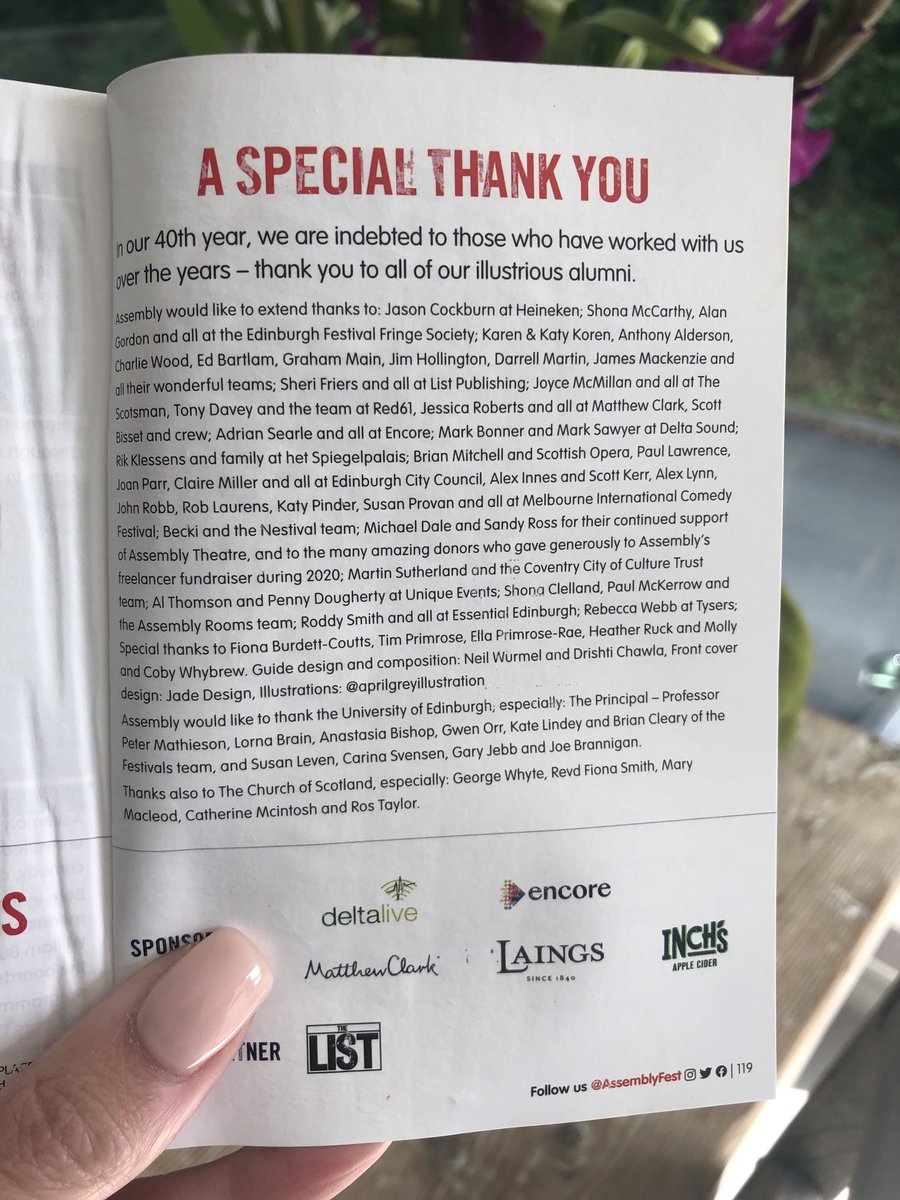 A SPECIAL THANK YOU
In our 40th year, we are indebted to those who have worked with us
over the years – thank you to all of our illustrious alumni.
Assembly would like to extend thanks to: Jason Cockburn at Heineken; Shona McCarthy, Alan
Gordon and all at the Edinburgh Festival Fringe Society; Karen & Katy Koren, Anthony Alderson,
Charlie Wood, Ed Bartlam, Graham Main, Jim Hollington, Darrell Martin, James Mackenzie and
all their wonderful teams; Sheri Friers and all at List Publishing; Joyce McMillan and all at The
Scotsman, Tony Davey and the team at Red61, Jessica Roberts and all at Matthew Clark, Scott
Bisset and crew; Adrian Searle and all at Encore; Mark Bonner and Mark Sawyer at Delta Sound;
Rik Klessens and family at het Spiegelpalais; Brian Mitchell and Scottish Opera, Paul Lawrence,
Joan Parr, Claire Miller and all at Edinburgh City Council, Alex Innes and Scott Kerr, Alex Lynn,
John Robb, Rob Laurens, Katy Pinder, Susan Provan and all at Melbourne International Comedy
Festival; Becki and the Nestival team; Michael Dale and Sandy Ross for their continued support
of Assembly Theatre, and to the many amazing donors who gave generously to Assembly's
freelancer fundraiser during 2020; Martin Sutherland and the Coventry City of Culture Trust
team; Al Thomson and Penny Dougherty at Unique Events; Shona Clelland, Paul McKerrow and
the Assembly Rooms team; Roddy Smith and all at Essential Edinburgh; Rebecca Webb at Tysers;
Special thanks to Fiona Burdett-Coutts, Tim Primrose, Ella Primrose-Rae, Heather Ruck and Molly
and Coby Whybrew. Guide design and composition: Neil Wurmel and Drishti Chawla, Front cover
design: Jade Design, Illustrations: @aprilgreyillustration
Assembly would like to thank the University of Edinburgh, especially: The Principal – Professor
Peter Mathieson, Lorna Brain, Anastasia Bishop, Gwen Orr, Kate Lindey and Brian Cleary of the
Festivals team, and Susan Leven, Carina Svensen, Gary Jebb and Joe Brannigan.
Thanks also to The Church of Scotland, especially: George Whyte, Revd Fiona Smith, Mary
Macleod, Catherine Mcintosh and Ros Taylor.
deltalive
encore
Matthew Clark
LAININGS
SINCE 1840
INCH'S
APPLE CIDER
THE
LIST
Follow us @AssemblyFest | 119